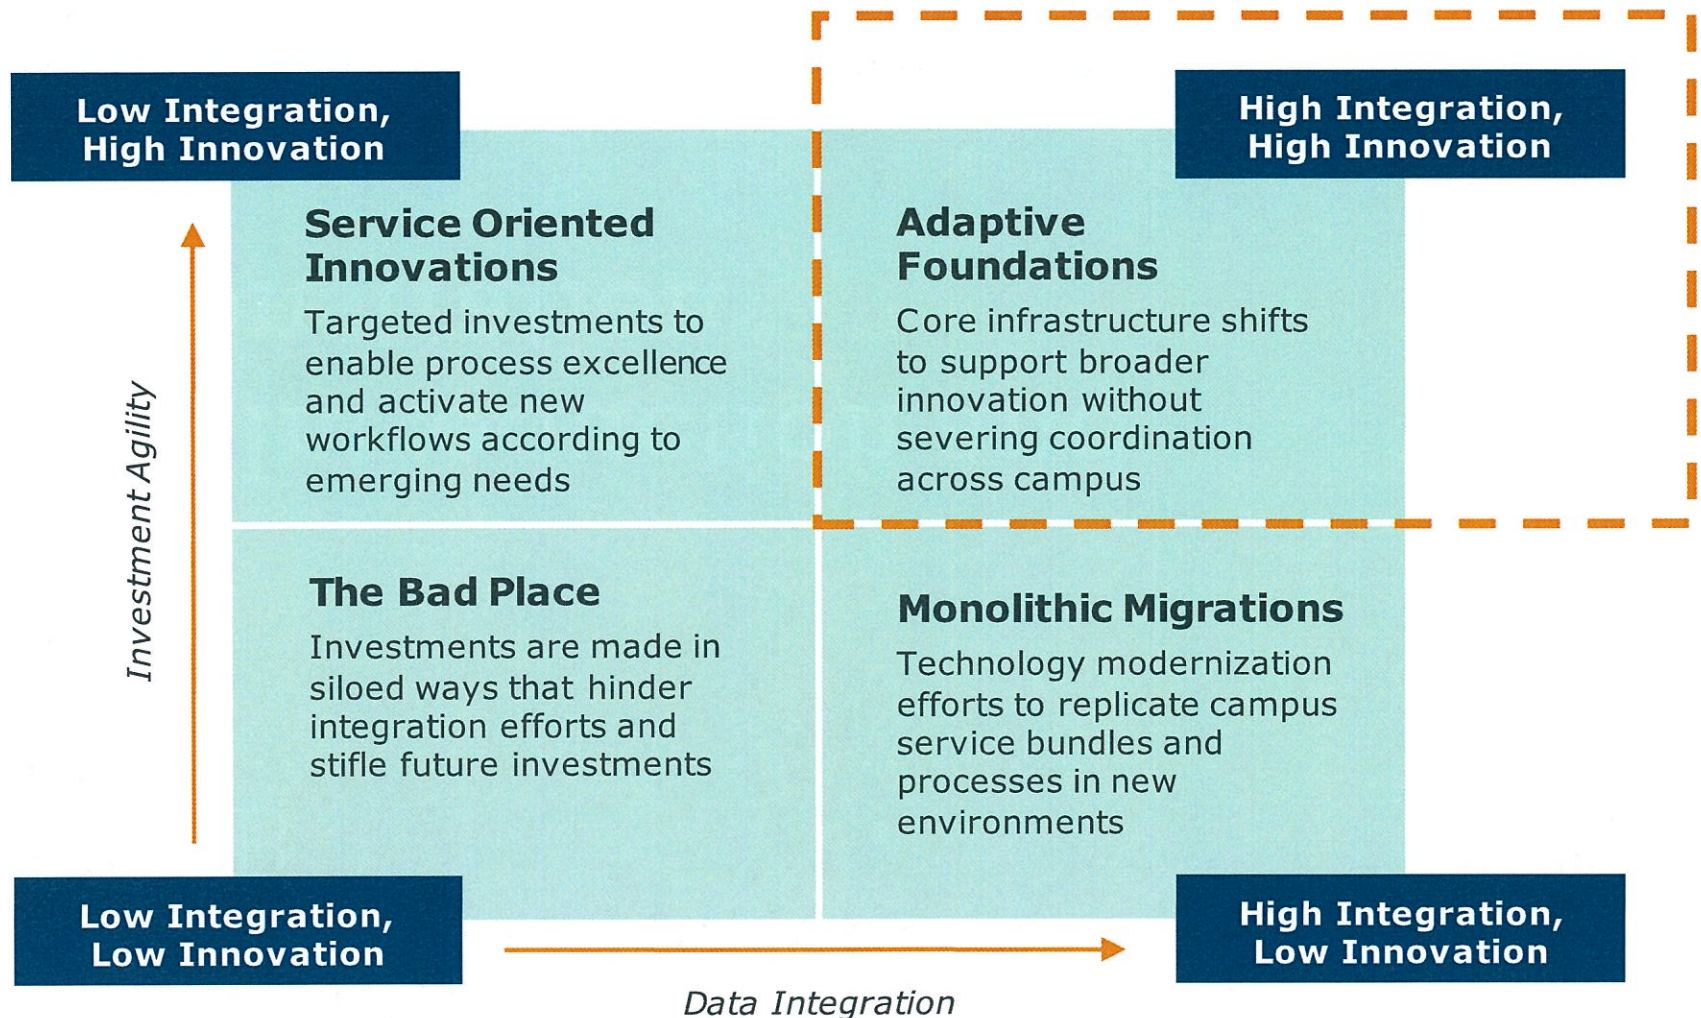 Low Integration,
High Innovation
High Integration,
High Innovation
Service Oriented
Innovations
Targeted investments to
enable process excellence
and activate new
workflows according to
emerging needs
Adaptive
Foundations
Core infrastructure shifts
to support broader
innovation without
severing coordination
across campus
Investment Agility
The Bad Place
Investments are made in
siloed ways that hinder
integration efforts and
stifle future investments
Monolithic Migrations
Technology modernization
efforts to replicate campus
service bundles and
processes in new
environments
Low Integration,
Low Innovation
High Integration,
Low Innovation
Data Integration